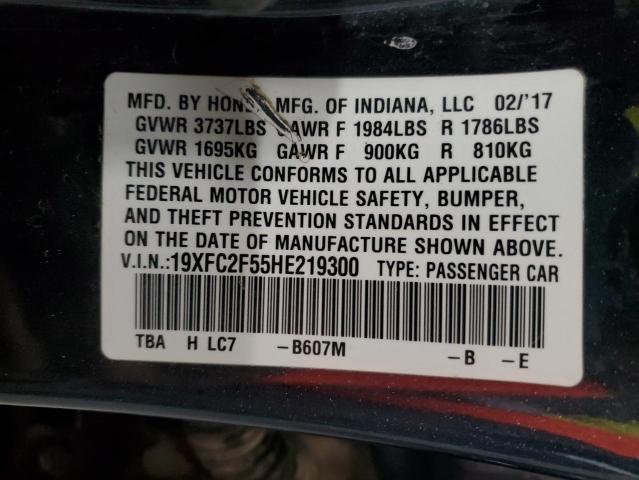 MFD. BY HOND MFG. OF INDIANA, LLC 02/'17
GVWR 3737LBS GAWR F 1984LBS R 1786LBS
GVWR 1695KG GAWR F 900KG R 810KG
THIS VEHICLE CONFORMS TO ALL APPLICABLE
FEDERAL MOTOR VEHICLE SAFETY, BUMPER,
AND THEFT PREVENTION STANDARDS IN EFFECT
ON THE DATE OF MANUFACTURE SHOWN ABOVE.
V.I.N.:19XFC2F55HE219300 TYPE: PASSENGER CAR
TBA H LC7 -B607M -B -E